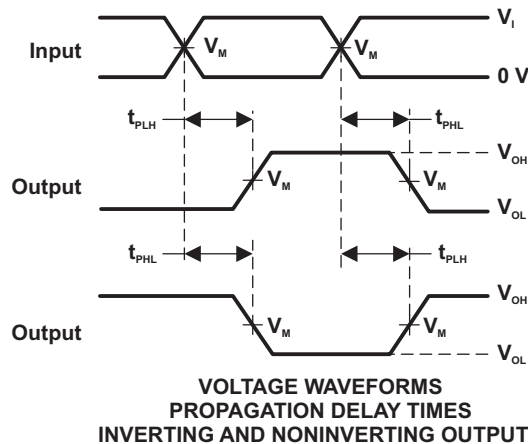 V_I
Input V_M V_M
0 V
t_PLH t_PHL
V_OH
Output V_M V_M
V_OL
t_PHL t_PLH
V_OH
Output V_M V_M
V_OL
VOLTAGE WAVEFORMS
PROPAGATION DELAY TIMES
INVERTING AND NONINVERTING OUTPUT